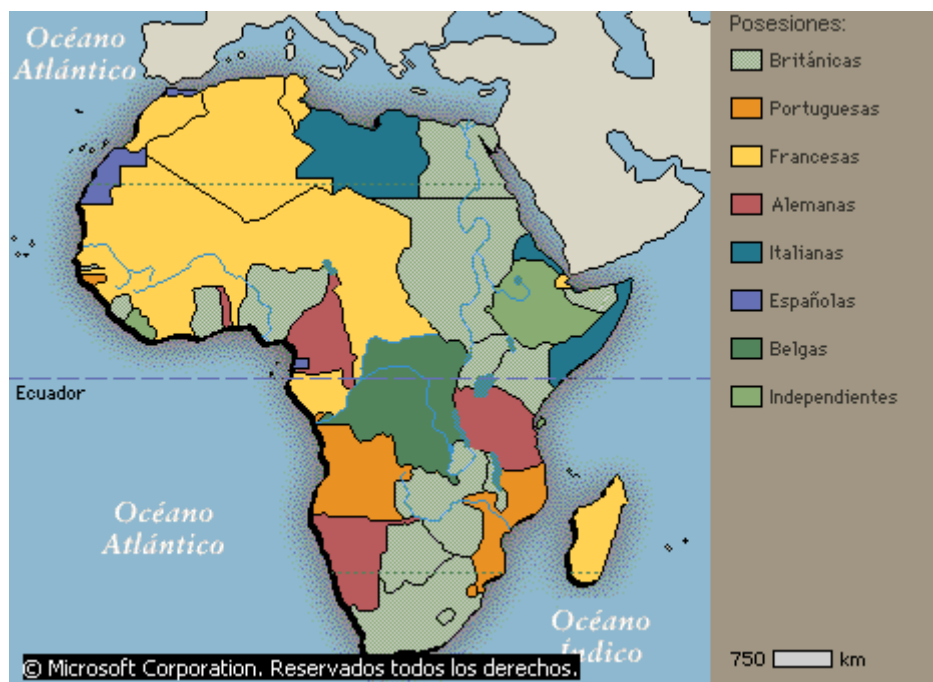 Océano
Atlántico
Ecuador
Océano
Atlántico
Océano
Índico
© Microsoft Corporation. Reservados todos los derechos.
Posesiones:
Británicas
Portuguesas
Francesas
Alemanas
Italianas
Españolas
Belgas
Independientes
750 km